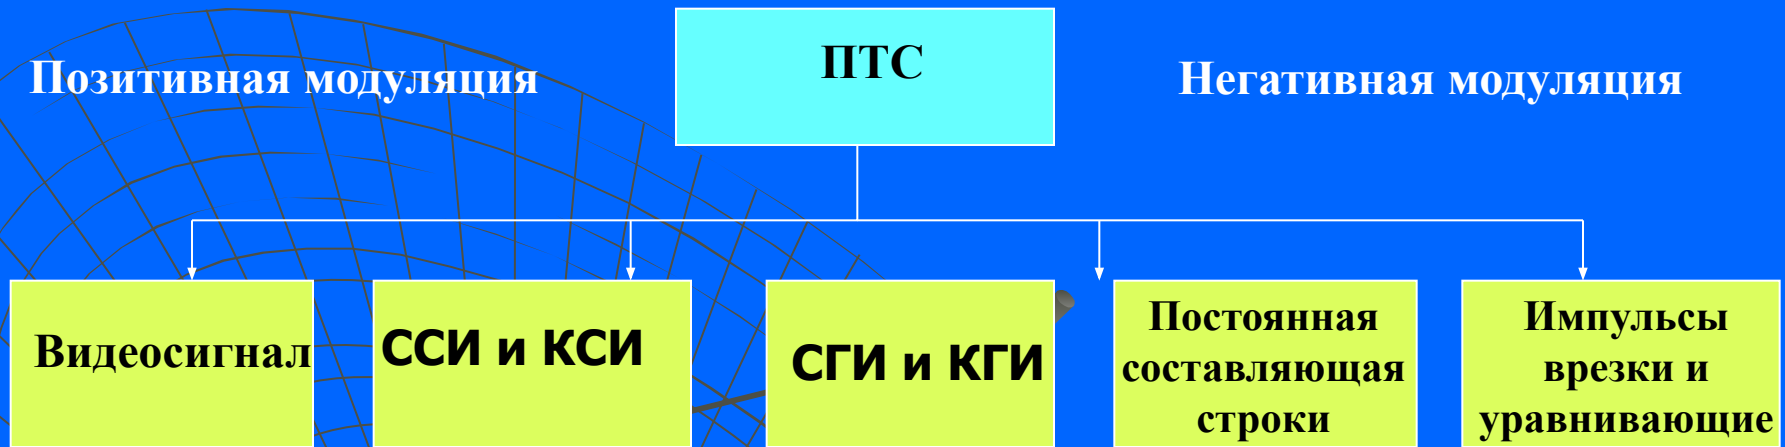 Позитивная модуляция
ПТС
Негативная модуляция
Видеосигнал
ССИ и КСИ
СГИ и КГИ
Постоянная
составляющая
строки
Импульсы
врезки и
уравнивающие